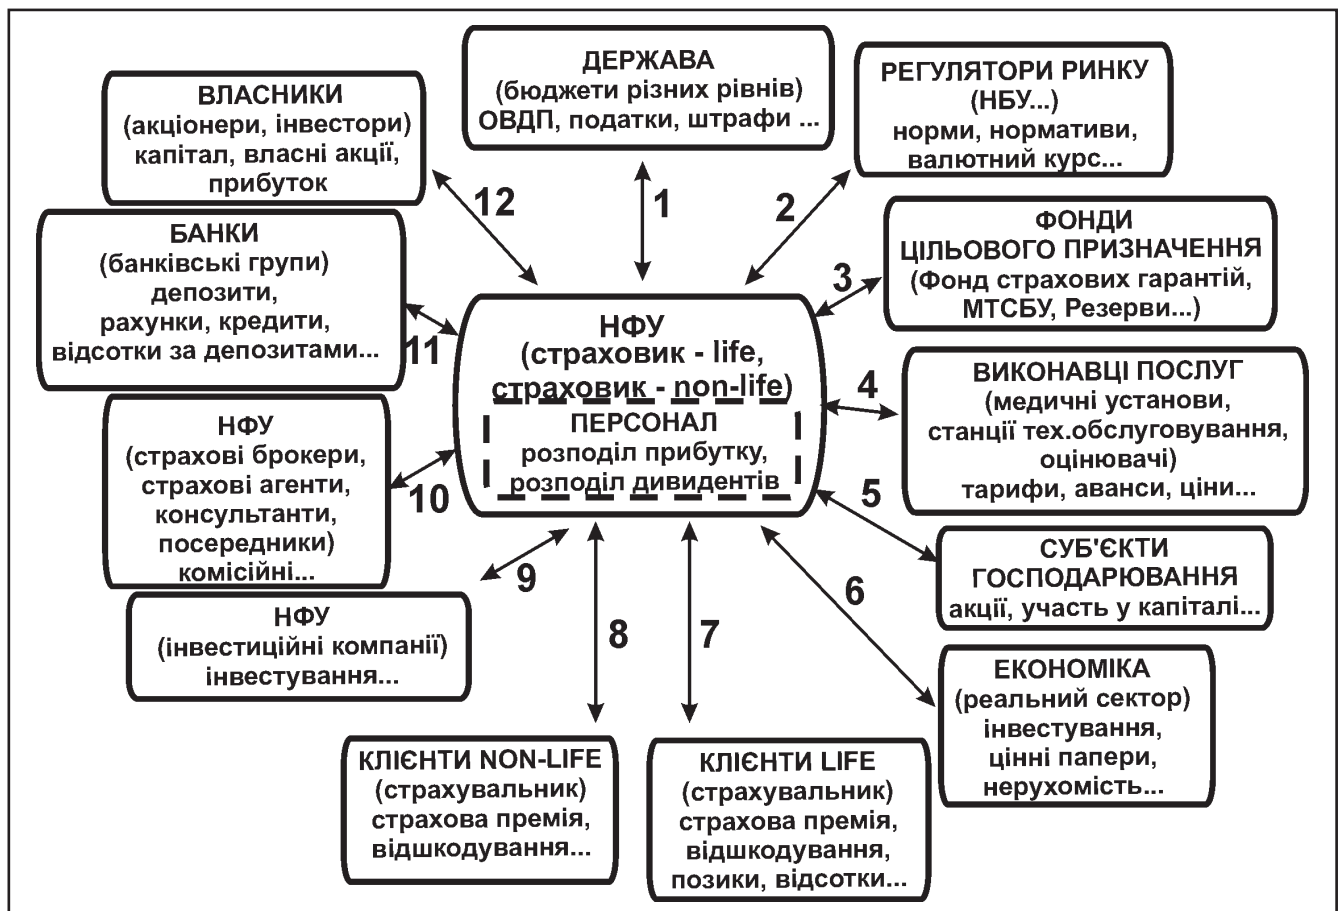 ДЕРЖАВА
(бюджети різних рівнів)
ОВДП, податки, штрафи ...
РЕГУЛЯТОРИ РИНКУ
(НБУ...)
норми, нормативи,
валютний курс...
ВЛАСНИКИ
(акціонери, інвестори)
капітал, власні акції,
прибуток
12
1
2
БАНКИ
(банківські групи)
депозити,
рахунки, кредити,
відсотки за депозитами...
11
ФОНДИ
ЦІЛЬОВОГО ПРИЗНАЧЕННЯ
(Фонд страхових гарантій,
МТСБУ, Резерви...)
3
НФУ
(страховик - life,
страховик - non-life)
ПЕРСОНАЛ
розподіл прибутку,
розподіл дивидентів
4
ВИКОНАВЦІ ПОСЛУГ
(медичні установи,
станції тех.обслуговування,
оцінювачі)
тарифи, аванси, ціни...
НФУ
(страхові брокери,
страхові агенти,
консультанти,
посередники)
комісійні...
10
5
СУБ'ЄКТИ
ГОСПОДАРЮВАННЯ
акції, участь у капіталі...
НФУ
(інвестиційні компанії)
інвестування...
9
8
7
6
ЕКОНОМІКА
(реальний сектор)
інвестування,
цінні папери,
нерухомість...
КЛІЄНТИ NON-LIFE
(страхувальник)
страхова премія,
відшкодування...
КЛІЄНТИ LIFE
(страхувальник)
страхова премія,
відшкодування,
позики, відсотки...